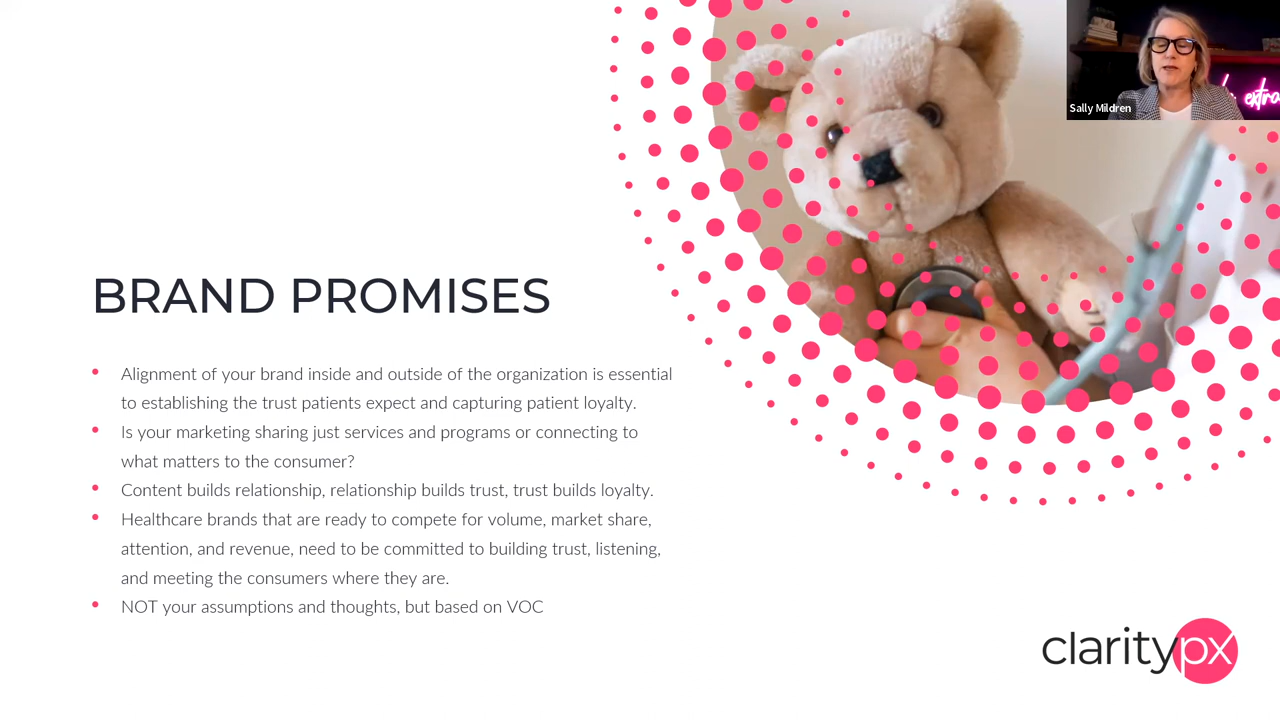 Sally Mildren
extra
BRAND PROMISES
• Alignment of your brand inside and outside of the organization is essential
to establishing the trust patients expect and capturing patient loyalty.
• Is your marketing sharing just services and programs or connecting to
what matters to the consumer?
• Content builds relationship, relationship builds trust, trust builds loyalty.
• Healthcare brands that are ready to compete for volume, market share,
attention, and revenue, need to be committed to building trust, listening,
and meeting the consumers where they are.
• NOT your assumptions and thoughts, but based on VOC
claritypx